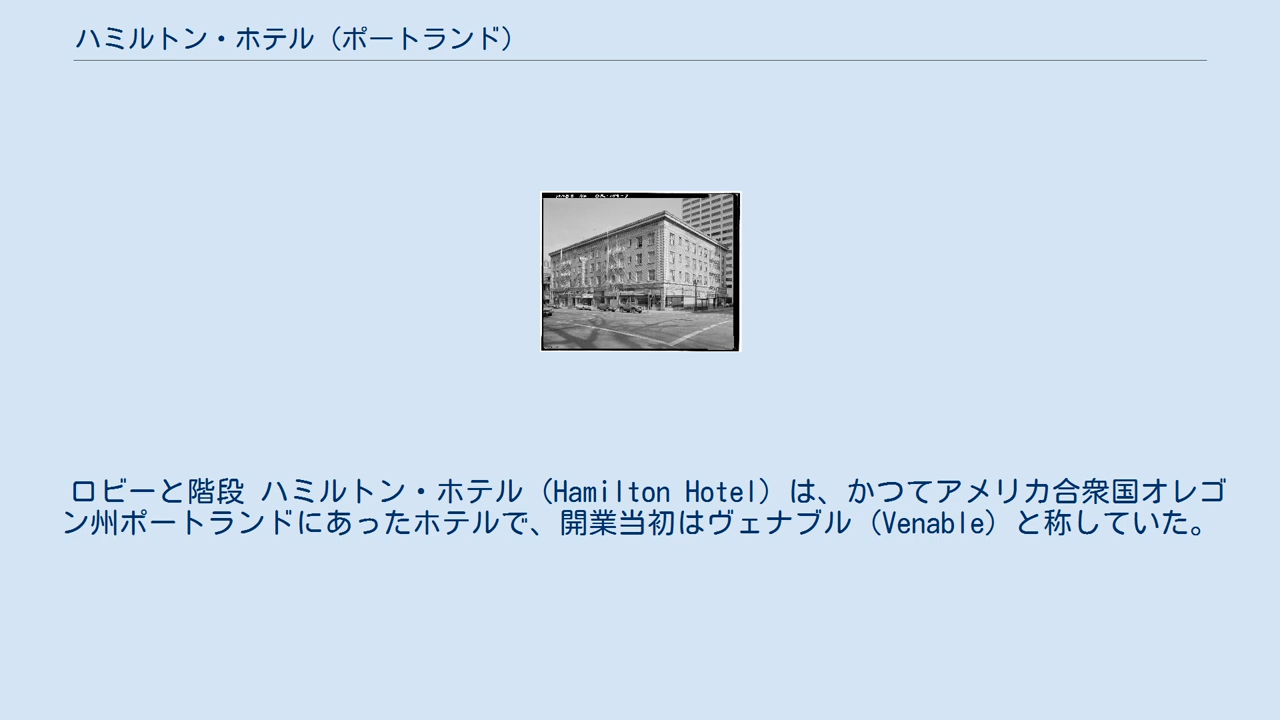 ハミルトン・ホテル（ポートランド）
ロビーと階段 ハミルトン・ホテル（Hamilton Hotel）は、かつてアメリカ合衆国オレゴ
ン州ポートランドにあったホテルで、開業当初はヴェナブル（Venable）と称していた。